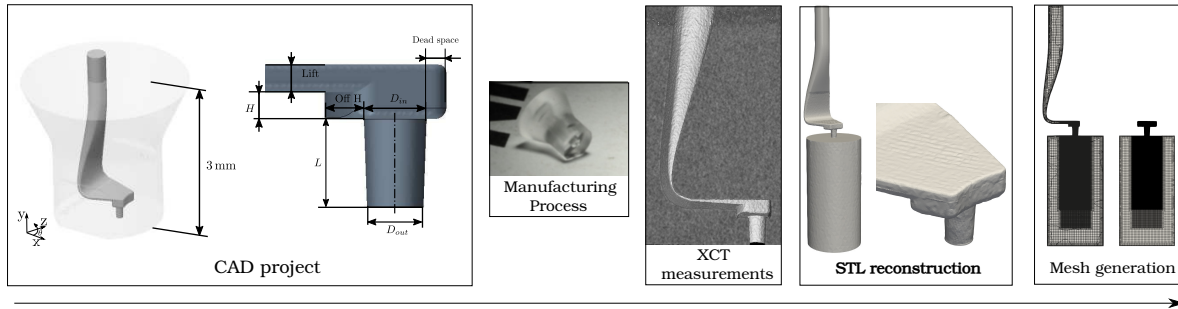 Dead space
Lift
H
Off H
D_in
L
D_out
3 mm
y
z
x
CAD project
Manufacturing
Process
XCT
measurements
STL reconstruction
Mesh generation